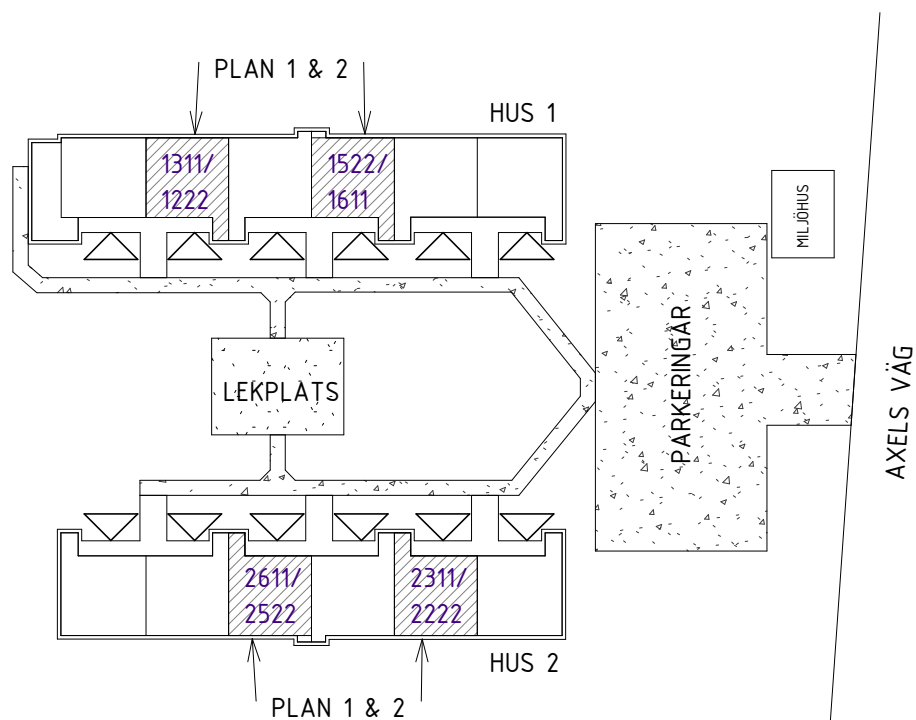 PLAN 1 & 2
HUS 1
1311/
1222
1522/
1611
MILJÖHUS
LEKPLATS
PARKERINGAR
AXELS VÄG
2611/
2522
2311/
2222
HUS 2
PLAN 1 & 2